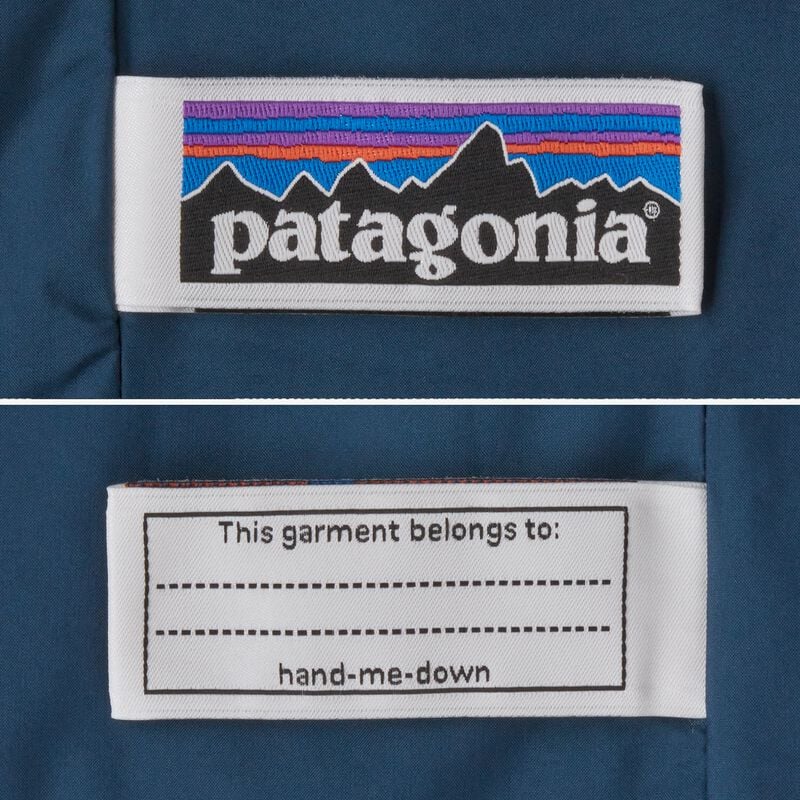 patagonia®
This garment belongs to:
hand-me-down